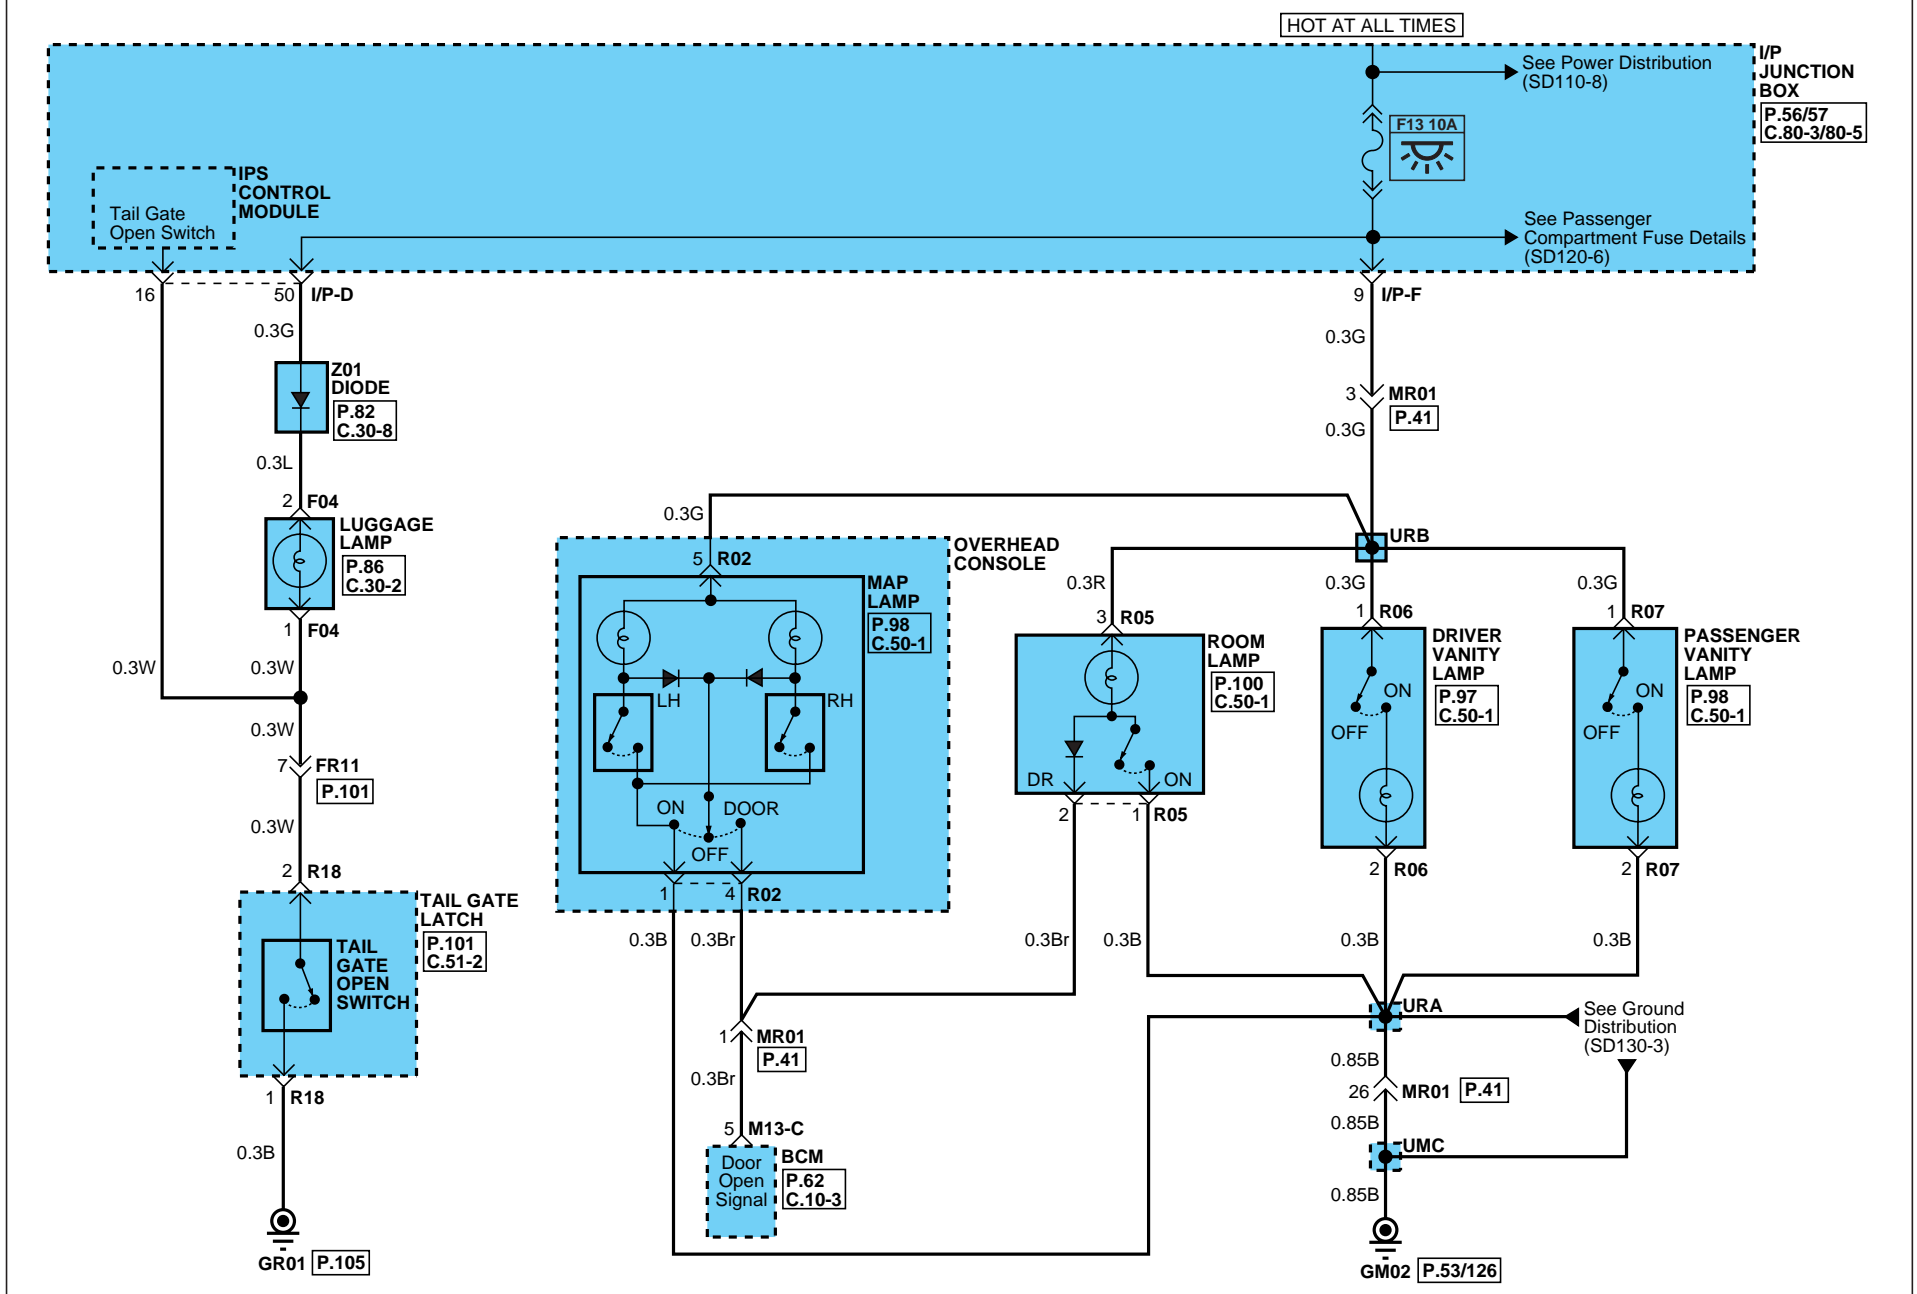 HOT AT ALL TIMES
See Power Distribution
(SD110-8)
I/P
JUNCTION
BOX
P.56/57
C.80-3/80-5
F13 10A
IPS
CONTROL
MODULE
Tail Gate
Open Switch
See Passenger
Compartment Fuse Details
(SD120-6)
16
50
I/P-D
9
I/P-F
0.3G
0.3G
Z01
DIODE
P.82
C.30-8
3
MR01
P.41
0.3G
0.3L
2
F04
LUGGAGE
LAMP
P.86
C.30-2
1
F04
0.3W
0.3W
0.3W
7
FR11
P.101
0.3W
2
R18
TAIL GATE
LATCH
P.101
C.51-2
TAIL
GATE
OPEN
SWITCH
1
R18
0.3B
GR01
P.105
0.3G
OVERHEAD
CONSOLE
5
R02
MAP
LAMP
P.98
C.50-1
LH
RH
ON
DOOR
OFF
1
4
R02
0.3B
0.3Br
1
MR01
P.41
0.3Br
5
M13-C
BCM
P.62
C.10-3
Door
Open
Signal
URB
0.3R
0.3G
0.3G
3
R05
ROOM
LAMP
P.100
C.50-1
DR
ON
2
1
R05
0.3Br
0.3B
1
R06
DRIVER
VANITY
LAMP
P.97
C.50-1
ON
OFF
2
R06
0.3B
1
R07
PASSENGER
VANITY
LAMP
P.98
C.50-1
ON
OFF
2
R07
0.3B
URA
See Ground
Distribution
(SD130-3)
0.85B
26
MR01
P.41
0.85B
UMC
0.85B
GM02
P.53/126